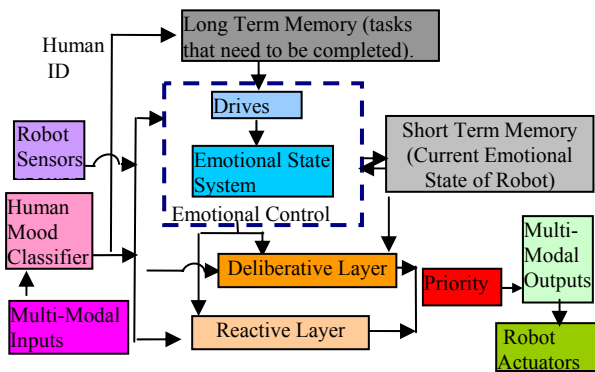 Long Term Memory (tasks
that need to be completed).
Human
ID
Drives
Robot
Sensors
Short Term Memory
(Current Emotional
State of Robot)
Emotional State
System
Human
Mood
Classifier
Emotional Control
Multi-
Modal
Outputs
Deliberative Layer
Priority
Multi-Modal
Inputs
Reactive Layer
Robot
Actuators